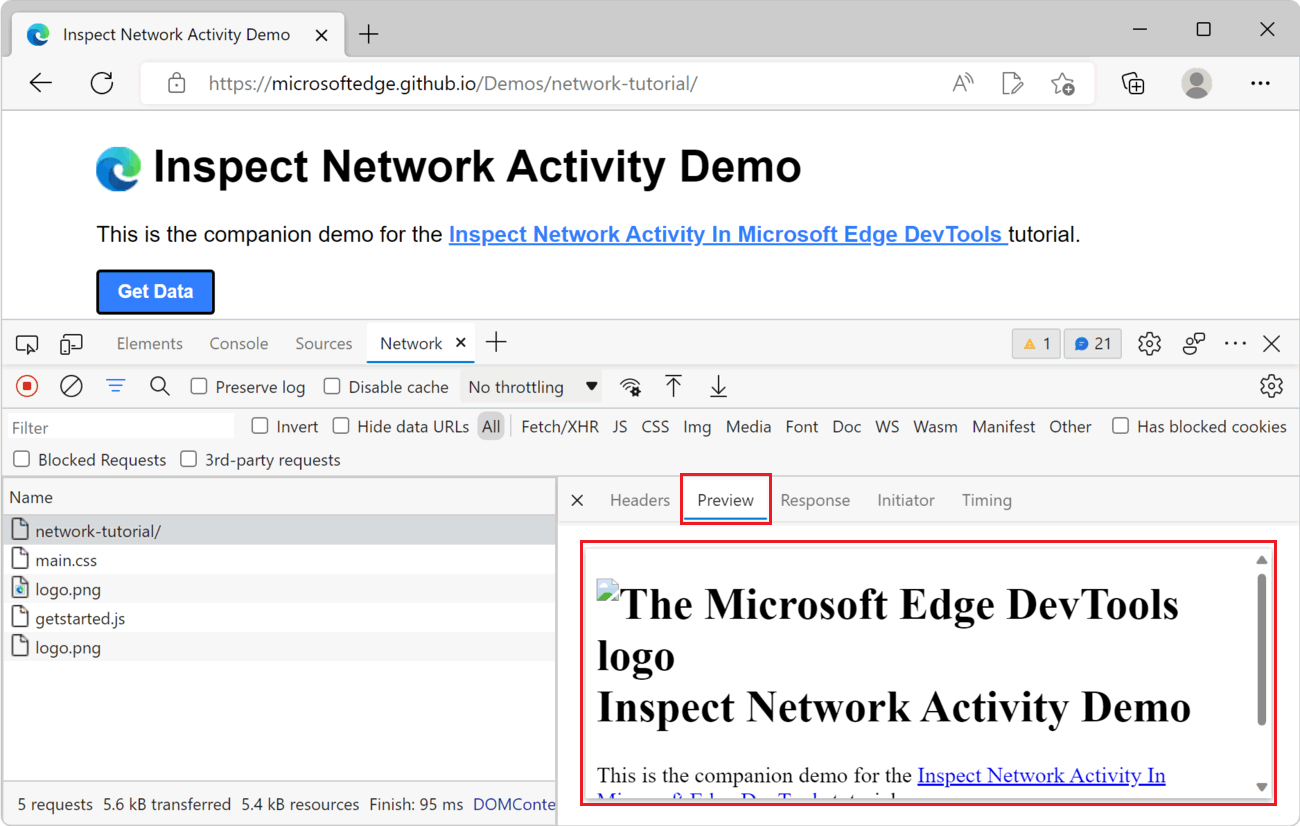 Inspect Network Activity Demo
https://microsoftedge.github.io/Demos/network-tutorial/
Inspect Network Activity Demo
This is the companion demo for the Inspect Network Activity In Microsoft Edge DevTools tutorial.
Get Data
Elements Console Sources Network 1 21
Preserve log Disable cache No throttling
Filter Invert Hide data URLs All Fetch/XHR JS CSS Img Media Font Doc WS Wasm Manifest Other Has blocked cookies
Blocked Requests 3rd-party requests
Name
Headers Preview Response Initiator Timing
network-tutorial/
main.css
logo.png
getstarted.js
logo.png
The Microsoft Edge DevTools
logo
Inspect Network Activity Demo
This is the companion demo for the Inspect Network Activity In
5 requests 5.6 kB transferred 5.4 kB resources Finish: 95 ms DOMConte